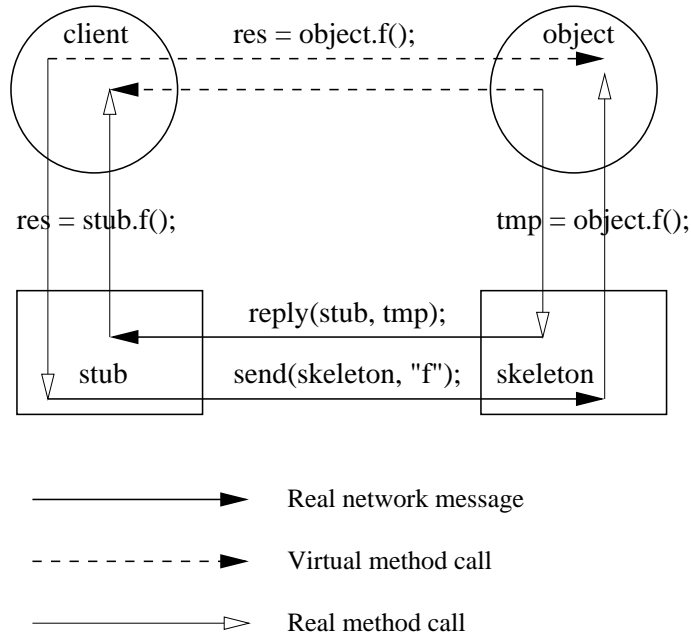 client
res = object.f();
object
res = stub.f();
tmp = object.f();
reply(stub, tmp);
stub
send(skeleton, "f");
skeleton
Real network message
Virtual method call
Real method call